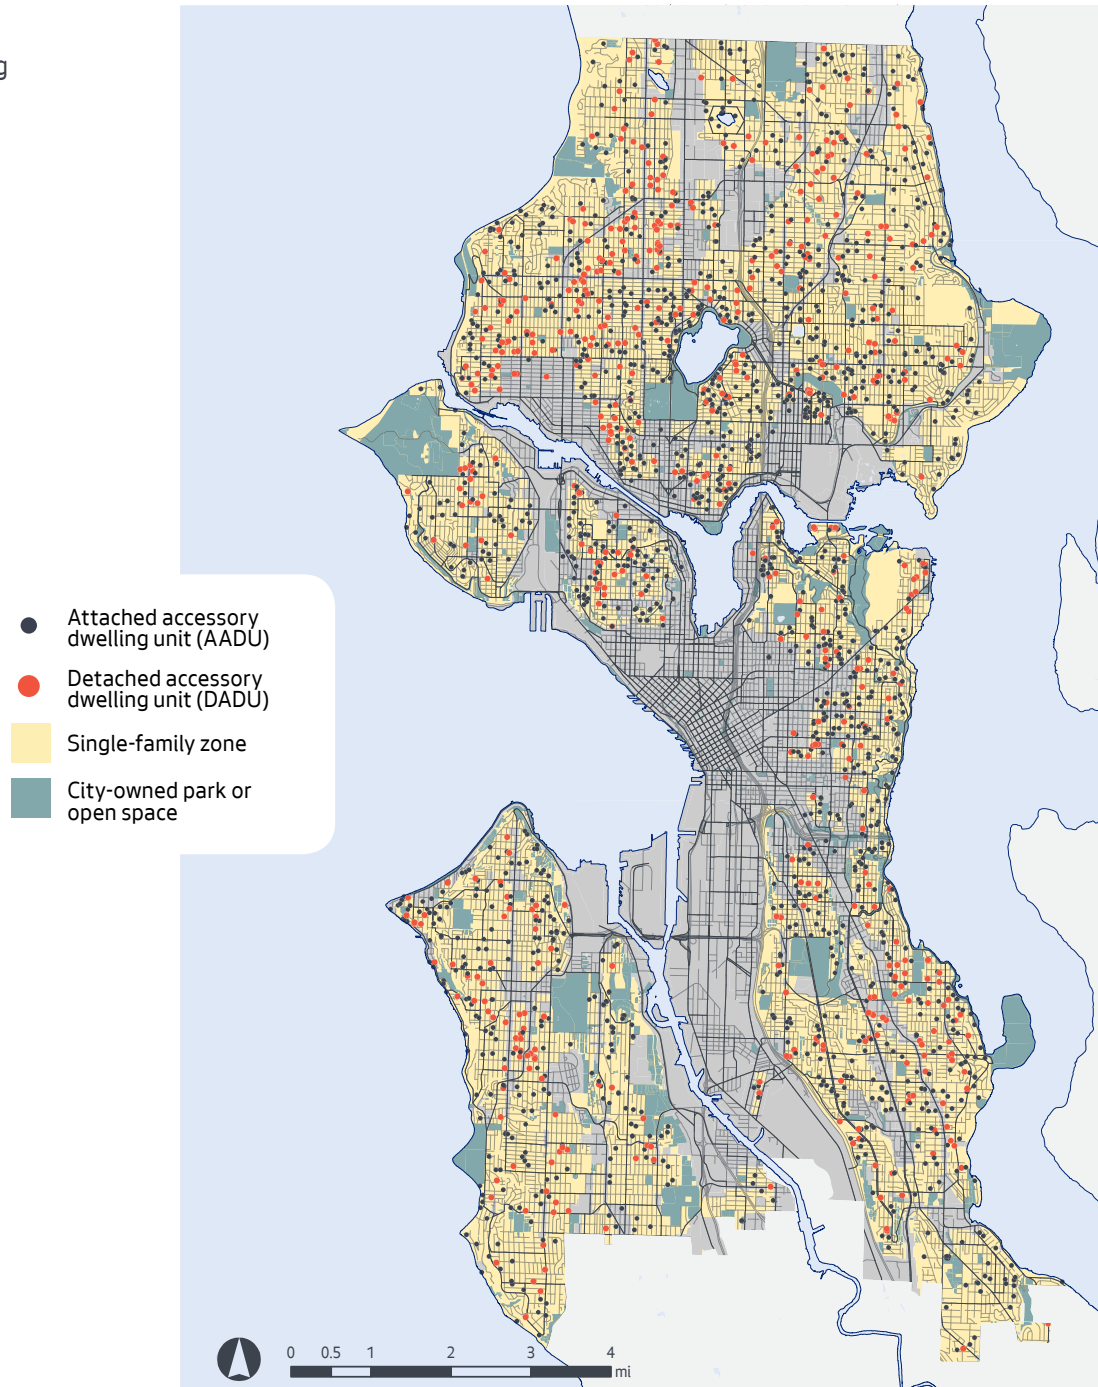 g
Attached accessory
dwelling unit (AADU)
Detached accessory
dwelling unit (DADU)
Single-family zone
City-owned park or
open space
0 0.5 1 2 3 4
mi